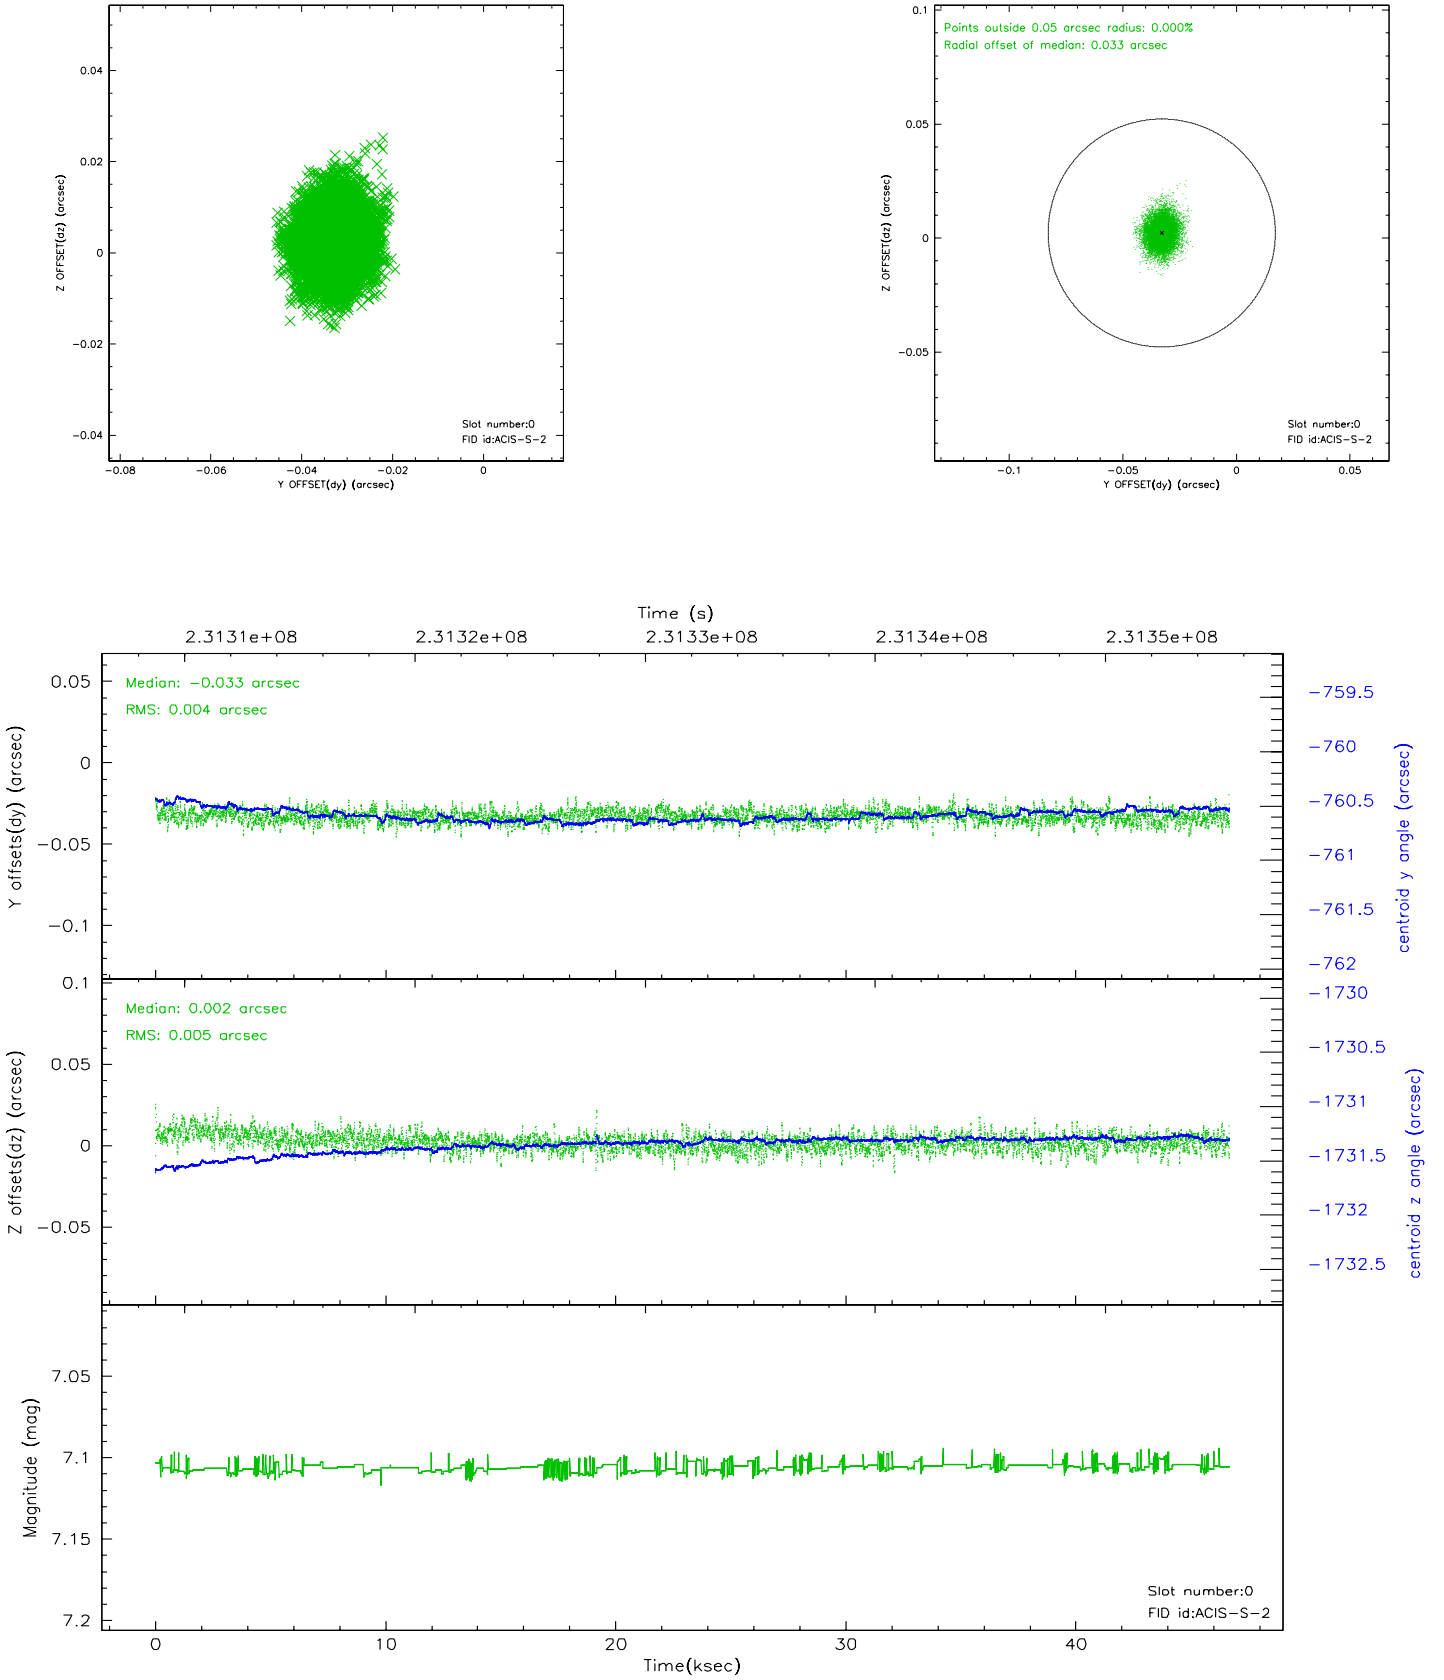 0.04
0.02
0
−0.02
−0.04
Z OFFSET(dz) (arcsec)
Slot number:0
FID id:ACIS−S−2
−0.08 −0.06 −0.04 −0.02 0
Y OFFSET(dy) (arcsec)
Points outside 0.05 arcsec radius: 0.000%
Radial offset of median: 0.033 arcsec
0.1
0.05
0
−0.05
Z OFFSET(dz) (arcsec)
Slot number:0
FID id:ACIS−S−2
−0.1 −0.05 0 0.05
Y OFFSET(dy) (arcsec)
Time (s)
2.3131e+08 2.3132e+08 2.3133e+08 2.3134e+08 2.3135e+08
Median: −0.033 arcsec
RMS: 0.004 arcsec
0.05
0
−0.05
−0.1
Y offsets(dy) (arcsec)
−759.5
−760
−760.5
−761
−761.5
−762
centroid y angle (arcsec)
Median: 0.002 arcsec
RMS: 0.005 arcsec
0.1
0.05
0
−0.05
Z offsets(dz) (arcsec)
−1730
−1730.5
−1731
−1731.5
−1732
−1732.5
centroid z angle (arcsec)
7.05
7.1
7.15
7.2
Magnitude (mag)
Slot number:0
FID id:ACIS−S−2
0 10 20 30 40
Time(ksec)